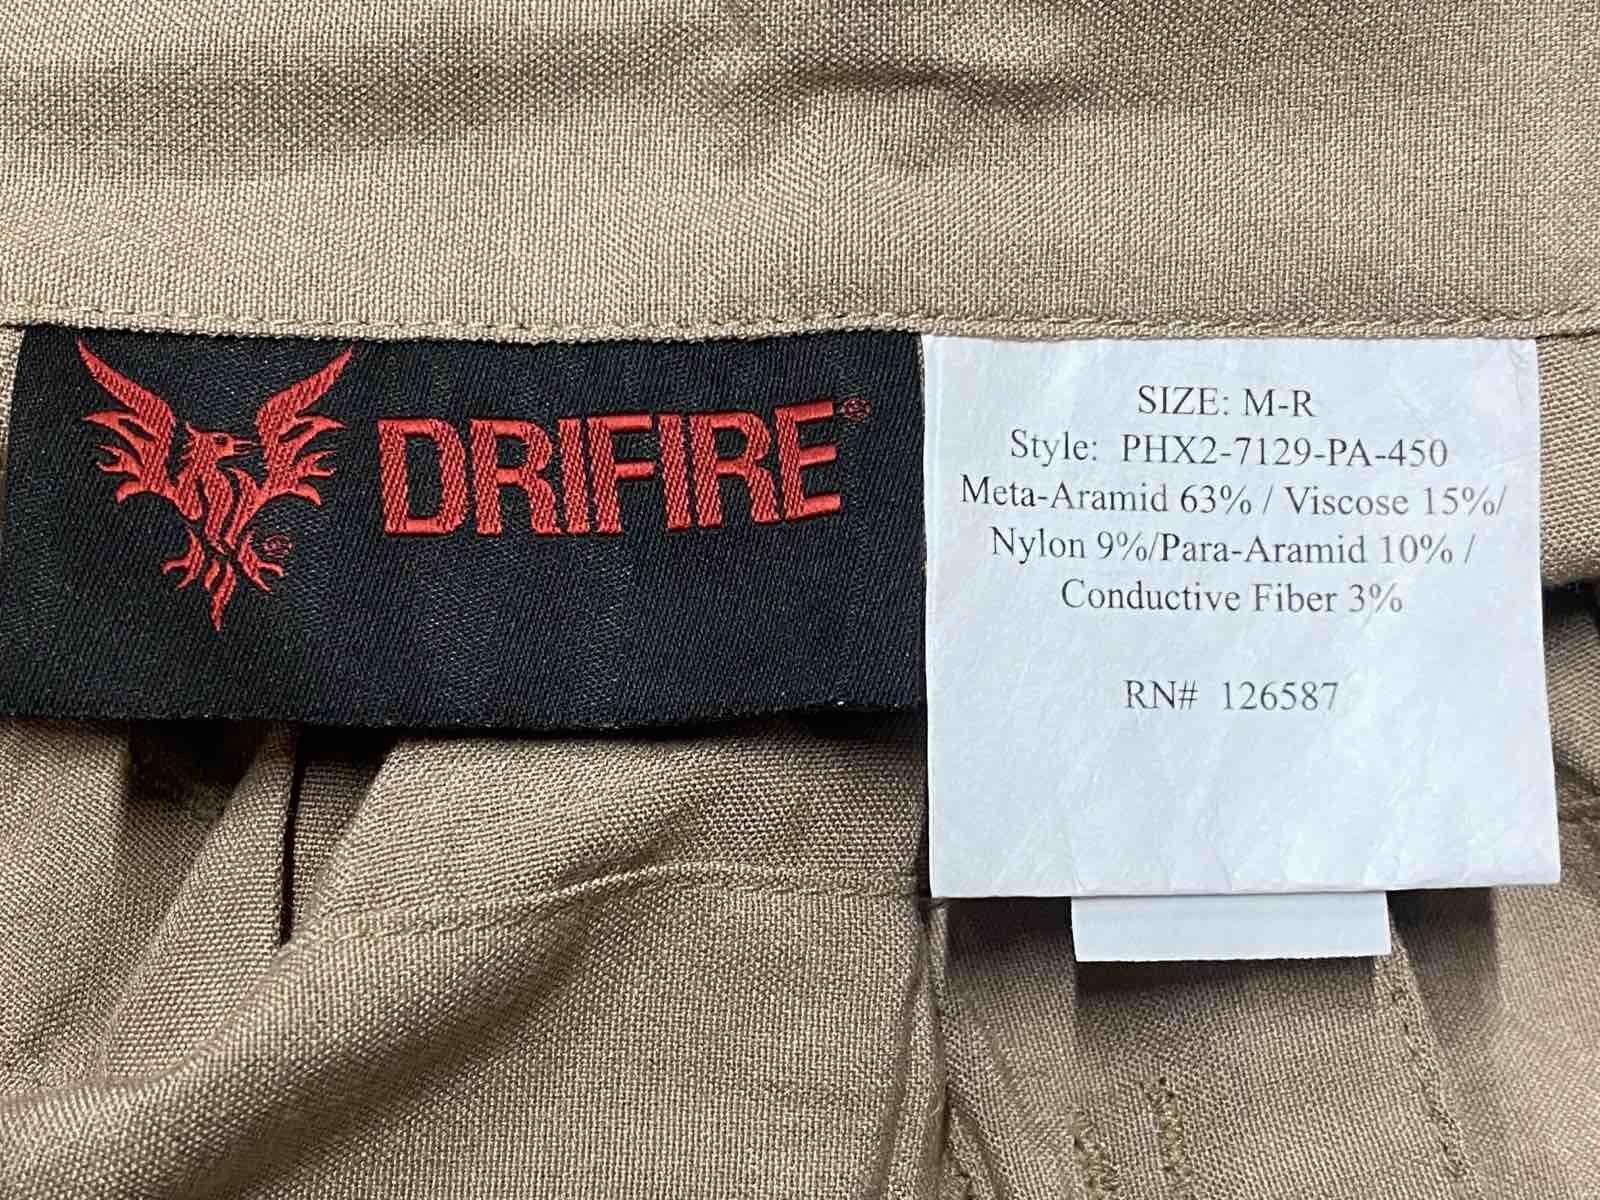 DRIFIRE®
SIZE: M-R
Style: PHX2-7129-PA-450
Meta-Aramid 63% / Viscose 15%/
Nylon 9%/Para-Aramid 10% /
Conductive Fiber 3%
RN# 126587